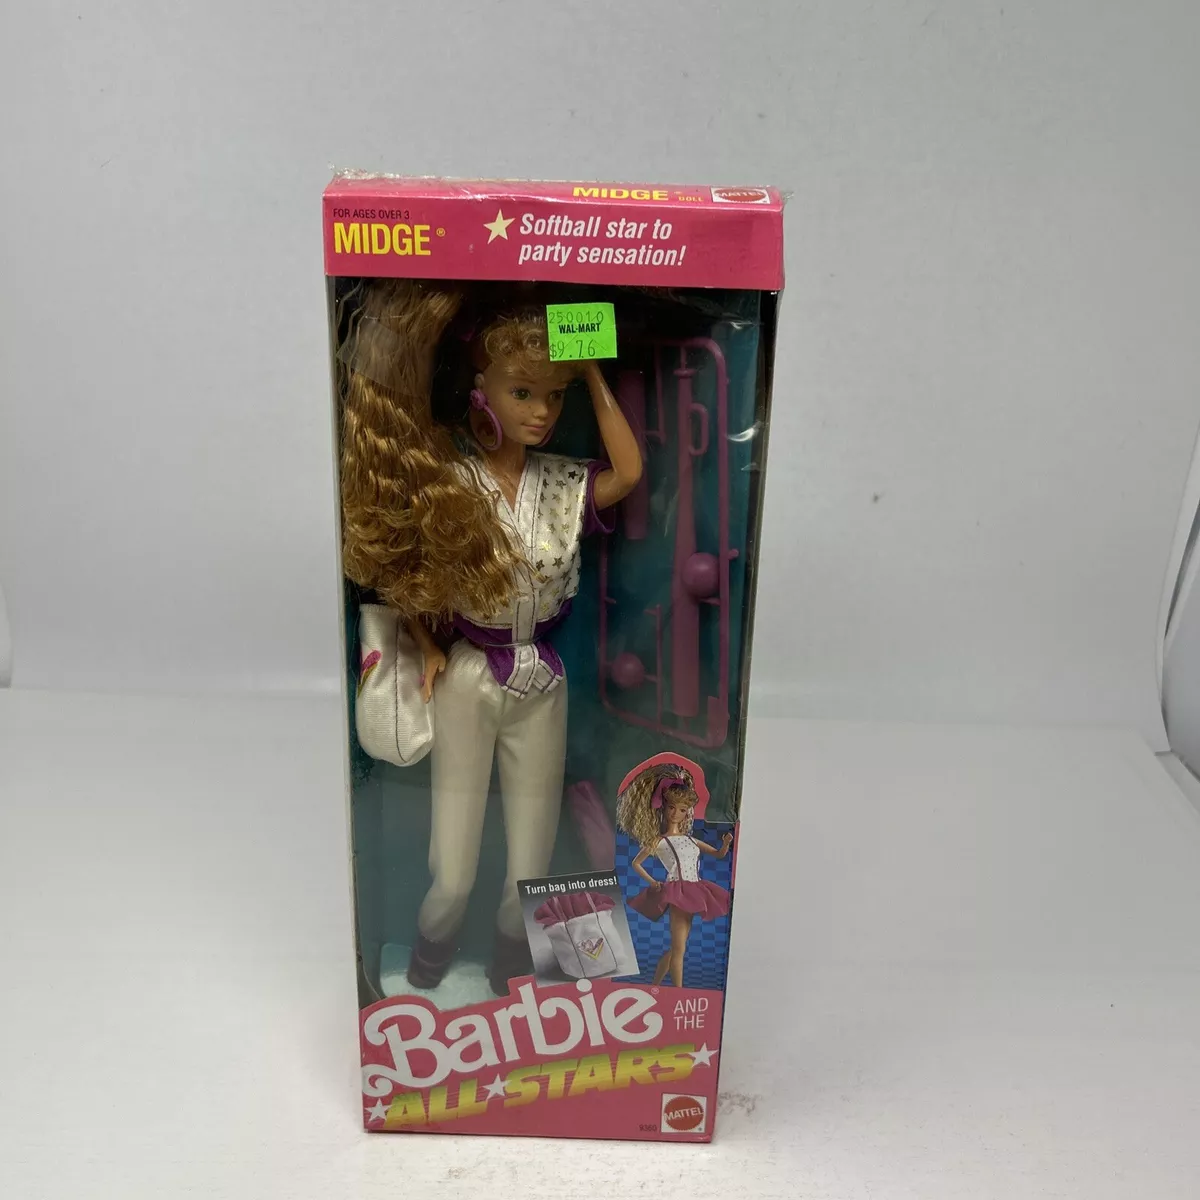 MIDGE® DOLL
MATTEL
FOR AGES OVER 3
MIDGE®
Softball star to
party sensation!
250010
WAL-MART
$9.76
Turn bag into dress!
Barbie®
AND
THE
ALL STARS
MATTEL®
9360